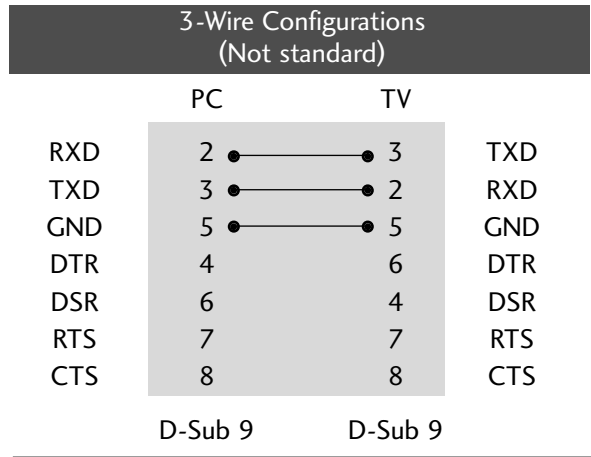 3-Wire Configurations
(Not standard)
PC TV
RXD 2 3 TXD
TXD 3 2 RXD
GND 5 5 GND
DTR 4 6 DTR
DSR 6 4 DSR
RTS 7 7 RTS
CTS 8 8 CTS
D-Sub 9 D-Sub 9